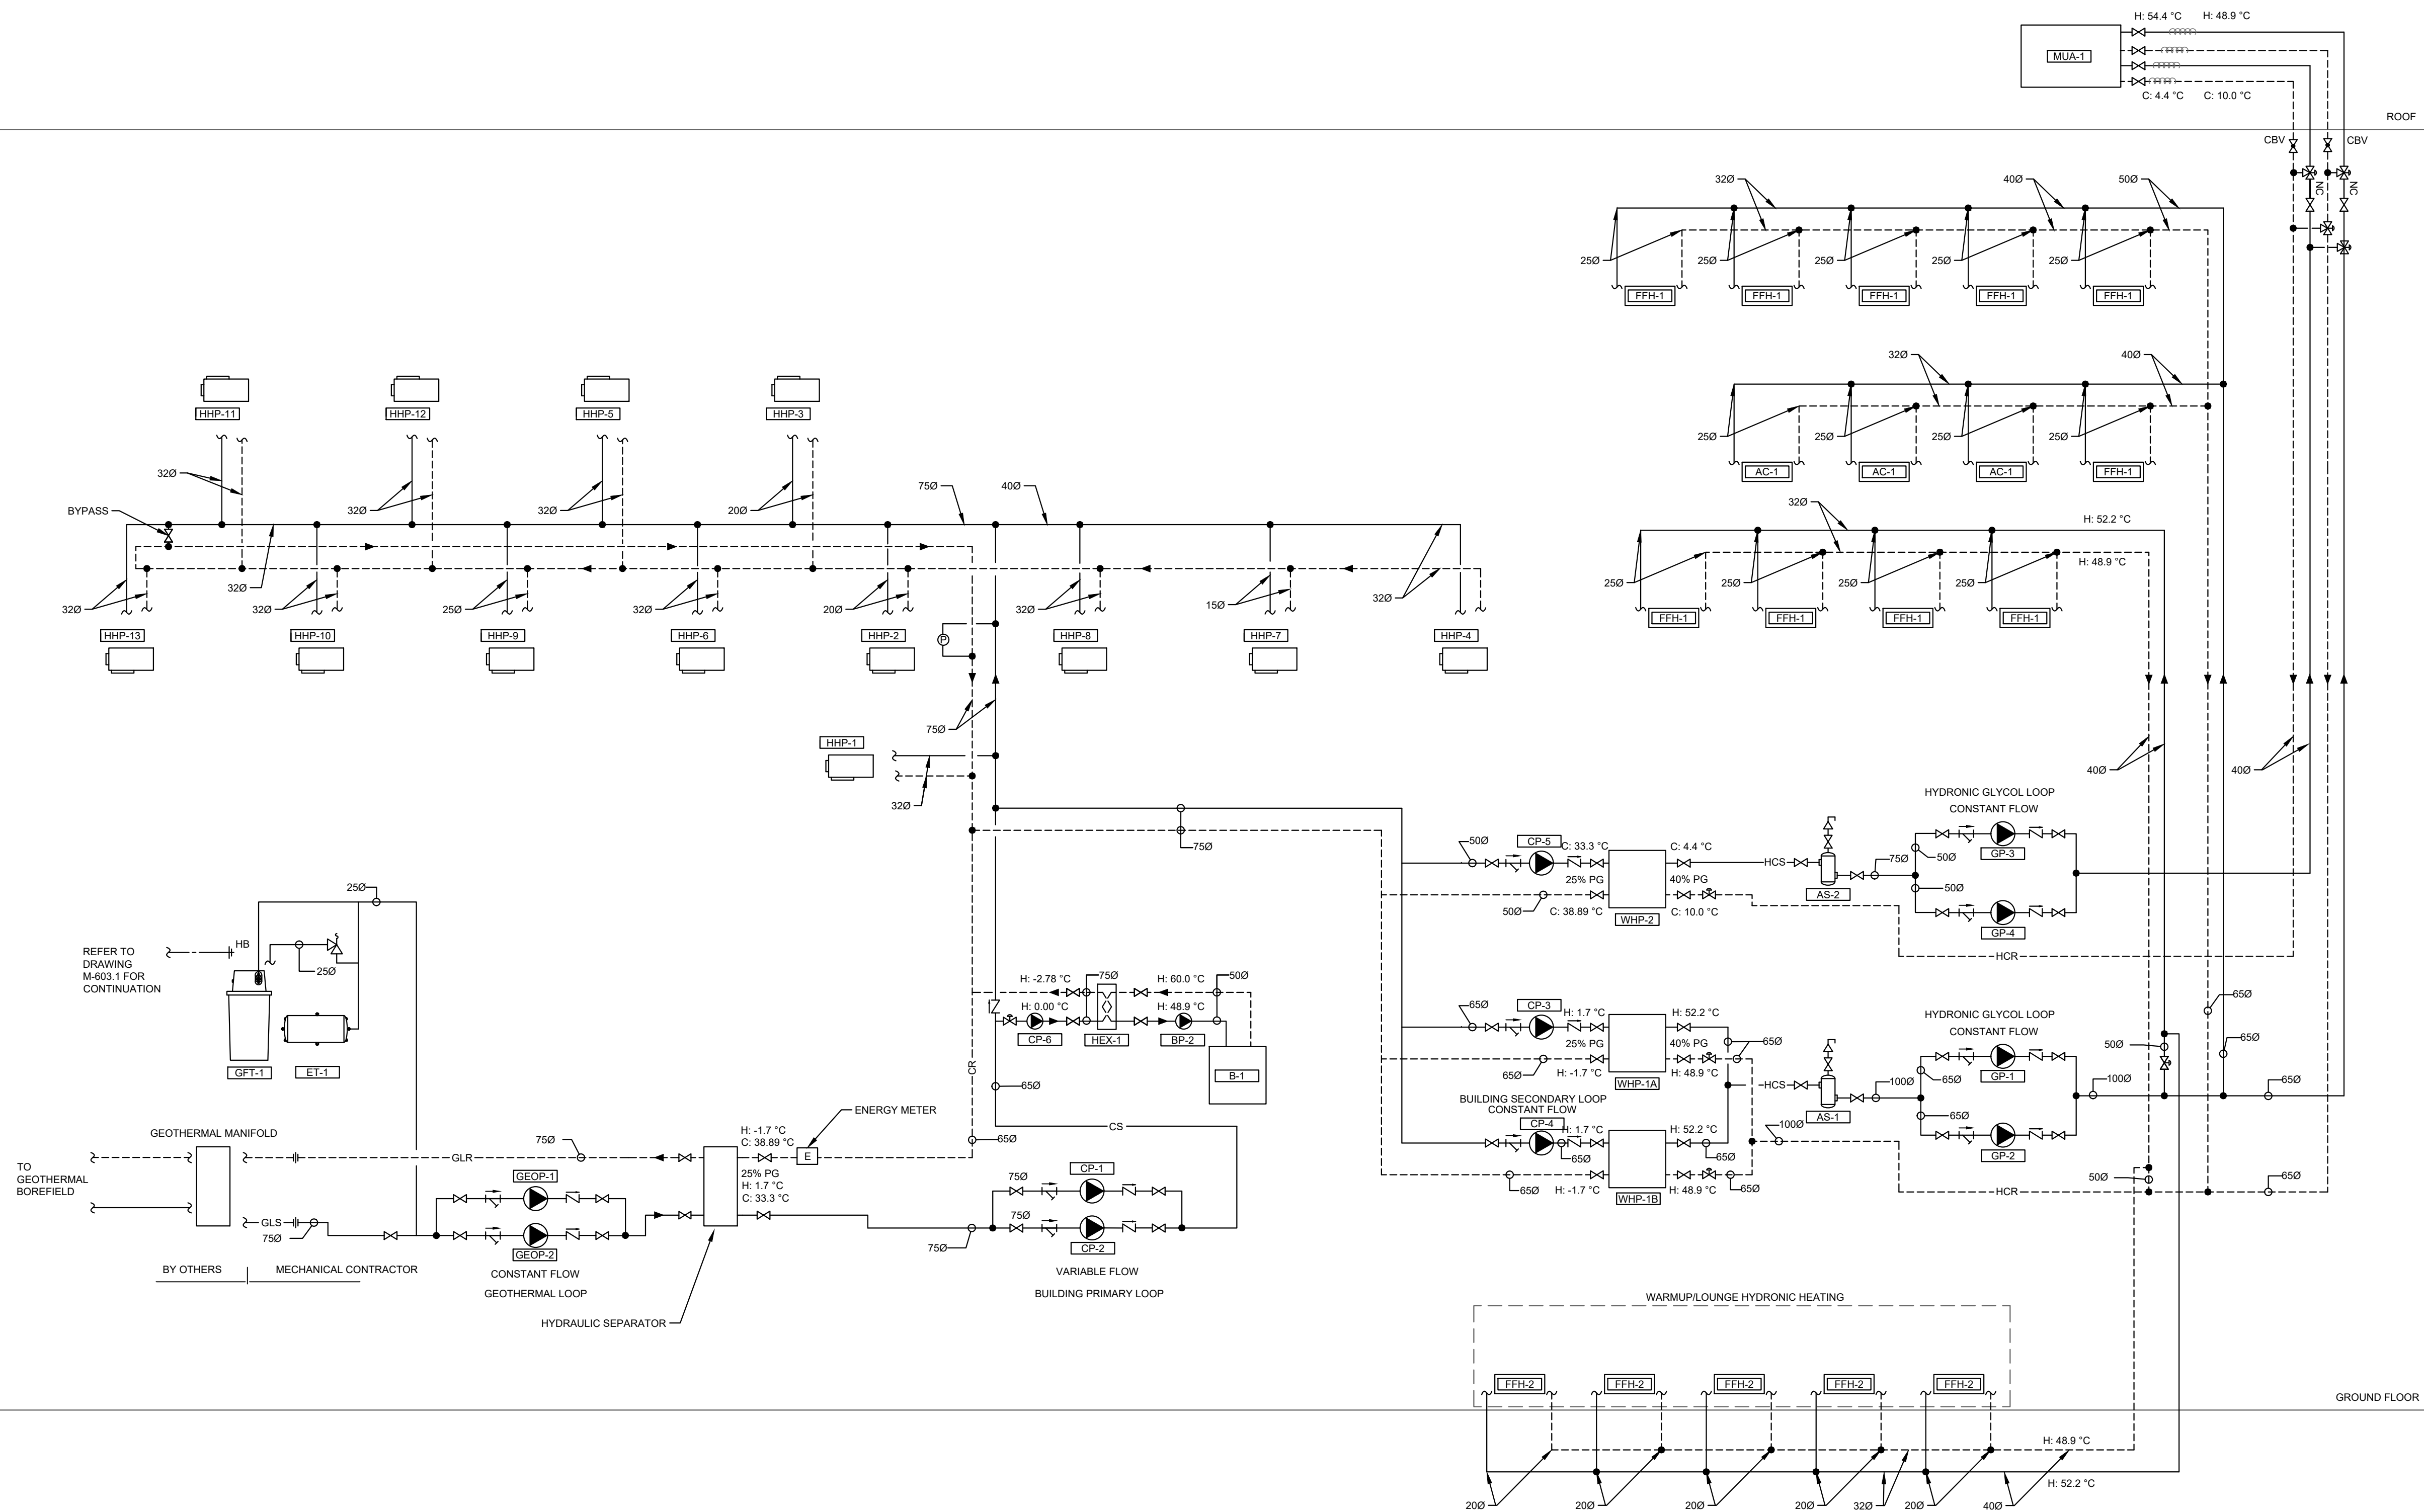 H: 54.4 °C H: 48.9 °C
MUA-1
C: 4.4 °C C: 10.0 °C
ROOF
CBV CBV
NC NC
32Ø 40Ø 50Ø
25Ø 25Ø 25Ø 25Ø 25Ø
FFH-1 FFH-1 FFH-1 FFH-1 FFH-1
32Ø 40Ø
25Ø 25Ø 25Ø 25Ø
AC-1 AC-1 AC-1 FFH-1
32Ø
H: 52.2 °C
H: 48.9 °C
25Ø 25Ø 25Ø 25Ø
FFH-1 FFH-1 FFH-1 FFH-1
HHP-11 HHP-12 HHP-5 HHP-3
32Ø
32Ø 32Ø 20Ø
75Ø 40Ø
BYPASS
32Ø
32Ø 32Ø 25Ø 32Ø 20Ø 32Ø 15Ø 32Ø
HHP-13 HHP-10 HHP-9 HHP-6 HHP-2 HHP-8 HHP-7 HHP-4
P
75Ø
HHP-1
32Ø
75Ø
40Ø 40Ø
HYDRONIC GLYCOL LOOP
CONSTANT FLOW
50Ø CP-5 C: 33.3 °C C: 4.4 °C
HCS 75Ø 50Ø GP-3
25% PG 40% PG
50Ø C: 38.89 °C C: 10.0 °C
WHP-2
AS-2
50Ø
GP-4
HCR
25Ø
HB
25Ø
REFER TO
DRAWING
M-603.1 FOR
CONTINUATION
GFT-1 ET-1
H: -2.78 °C 75Ø H: 60.0 °C 50Ø
H: 0.00 °C H: 48.9 °C
CP-6 HEX-1 BP-2
B-1
65Ø
CR
65Ø CP-3 H: 1.7 °C H: 52.2 °C
25% PG 40% PG
65Ø
65Ø H: -1.7 °C H: 48.9 °C
WHP-1A
HCS
HYDRONIC GLYCOL LOOP
CONSTANT FLOW
100Ø 65Ø GP-1
AS-1
65Ø
GP-2
100Ø
50Ø
65Ø
65Ø
65Ø
100Ø
BUILDING SECONDARY LOOP
CONSTANT FLOW
CP-4 H: 1.7 °C H: 52.2 °C
65Ø 65Ø
65Ø H: -1.7 °C H: 48.9 °C 65Ø
WHP-1B
HCR
50Ø 65Ø
ENERGY METER
CS
GEOTHERMAL MANIFOLD
TO
GEOTHERMAL
BOREFIELD
GLR
75Ø
H: -1.7 °C
C: 38.89 °C
E
65Ø
25% PG
H: 1.7 °C
C: 33.3 °C
GEOP-1
GLS
75Ø
GEOP-2
75Ø CP-1
75Ø
75Ø CP-2
BY OTHERS MECHANICAL CONTRACTOR
CONSTANT FLOW
GEOTHERMAL LOOP
VARIABLE FLOW
BUILDING PRIMARY LOOP
HYDRAULIC SEPARATOR
WARMUP/LOUNGE HYDRONIC HEATING
FFH-2 FFH-2 FFH-2 FFH-2 FFH-2
GROUND FLOOR
H: 48.9 °C
H: 52.2 °C
20Ø 20Ø 20Ø 20Ø 32Ø 20Ø 40Ø